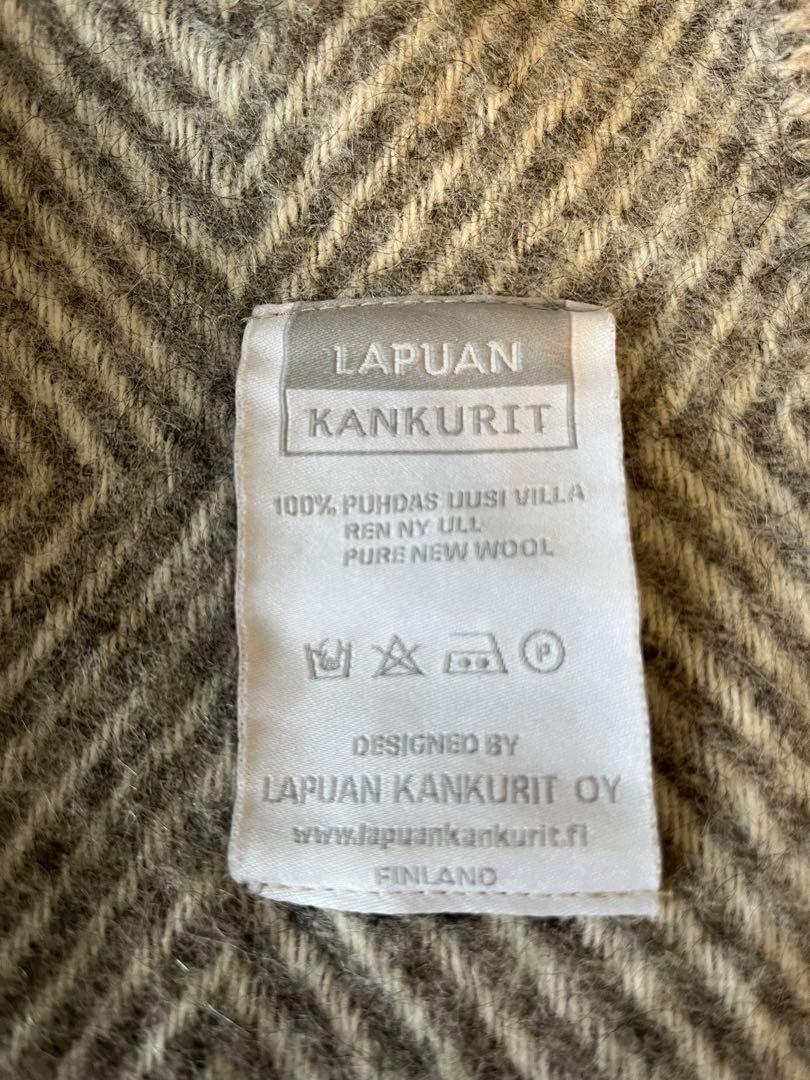 LAPUAN
KANKURIT
100% PUHDAS UUSI VILLA
REN NY ULL
PURE NEW WOOL
P
DESIGNED BY
LAPUAN KANKURIT OY
www.lapuankankurit.fi
FINLAND